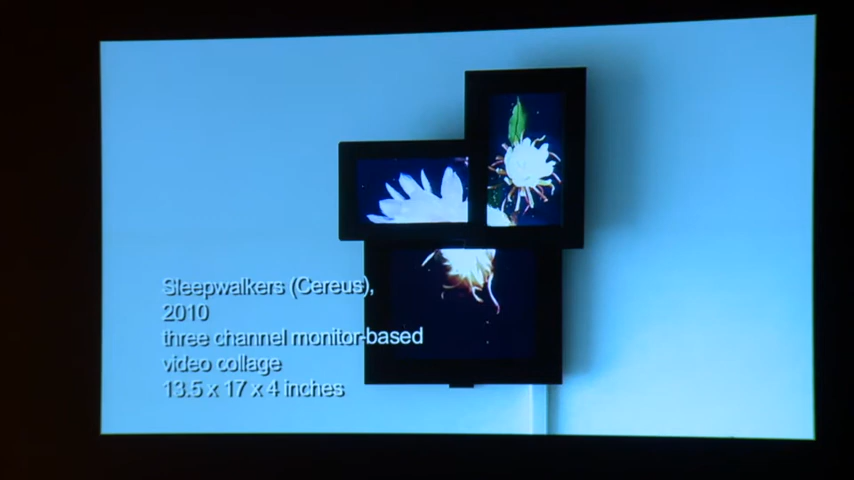 Sleepwalkers (Cereus),
2010
three channel monitor-based
video collage
13.5 x 17 x 4 inches